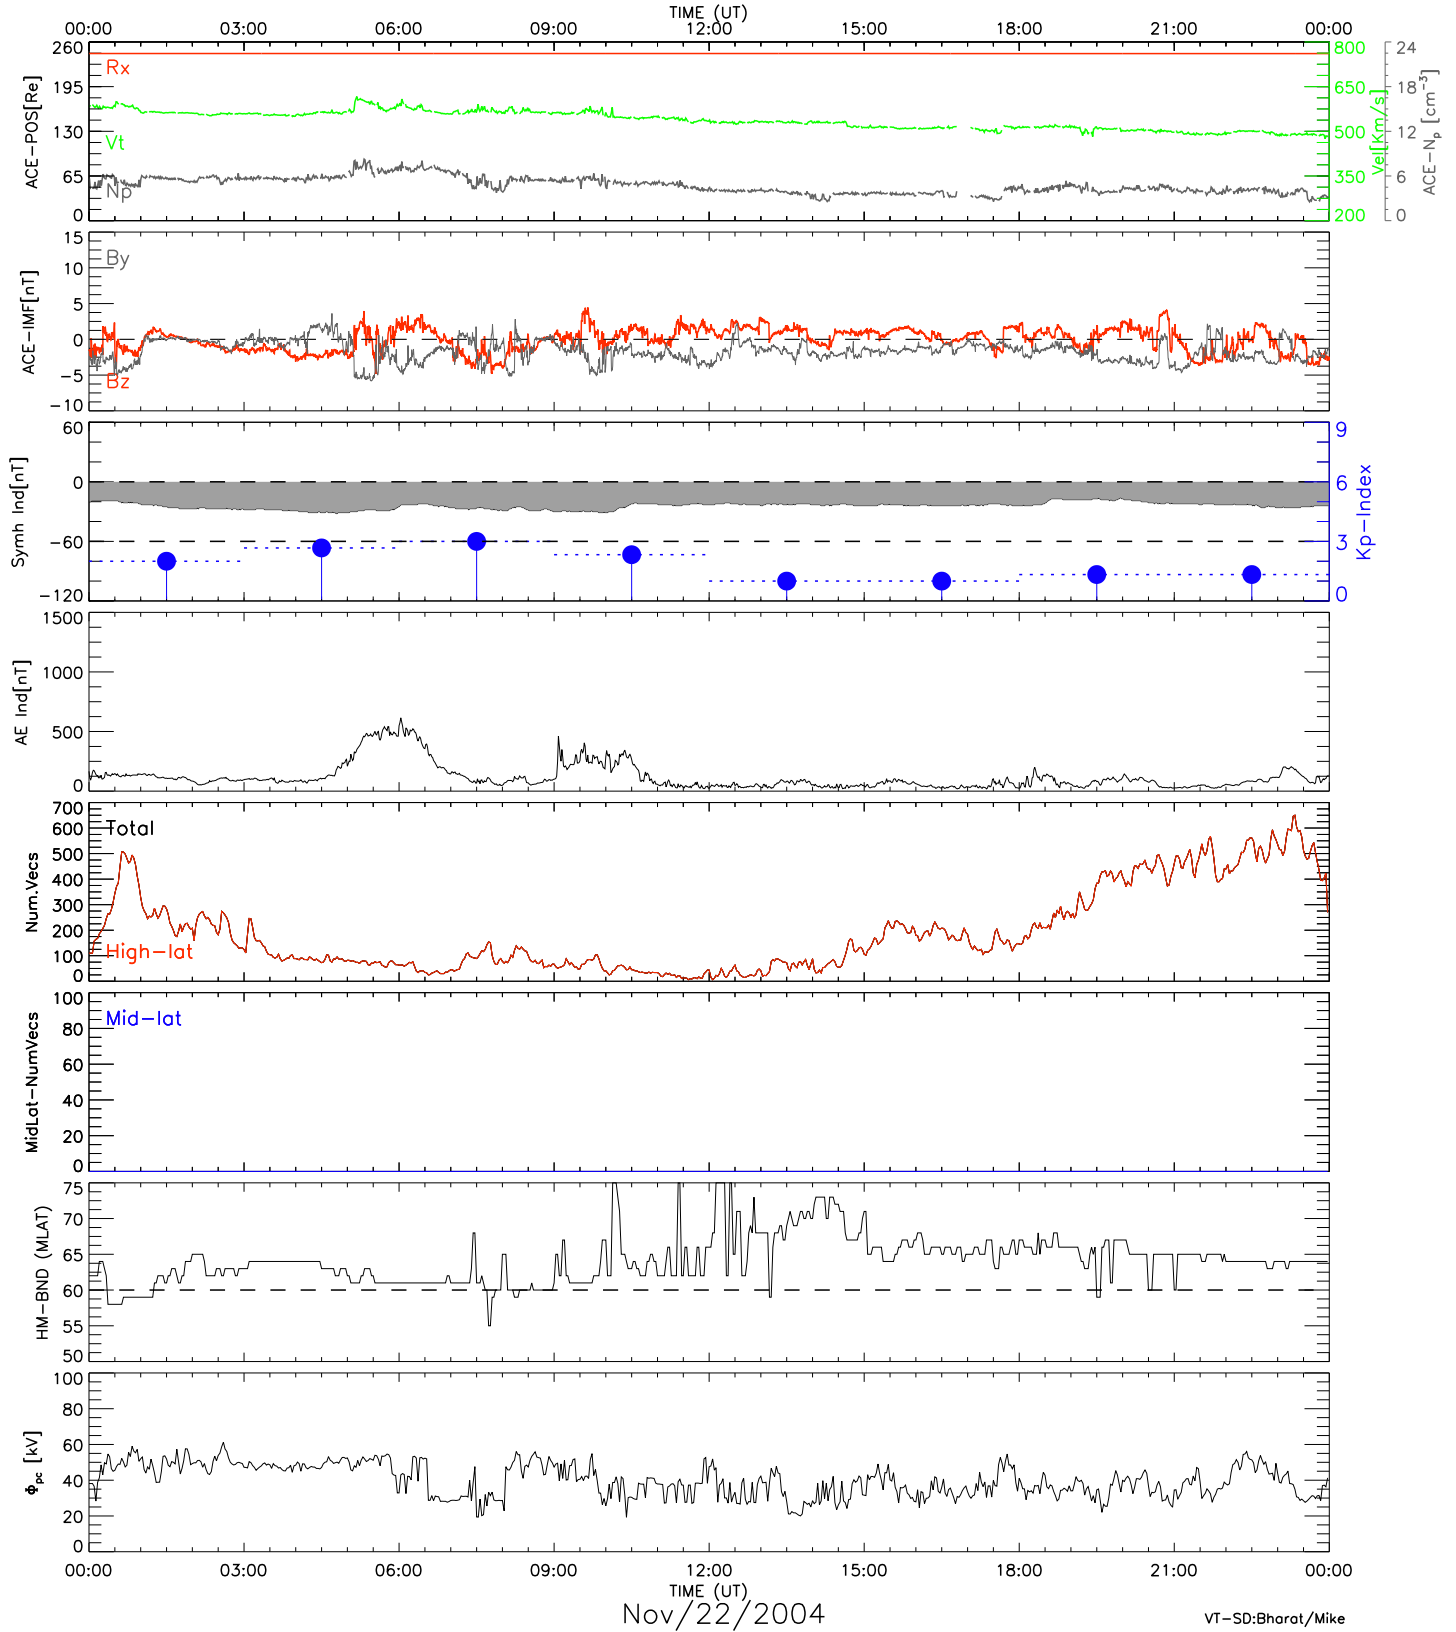 TIME (UT)
00:00 03:00 06:00 09:00 12:00 15:00 18:00 21:00 00:00
260 195 130 65 0
ACE-POS[Re]
Rx
Vt
Np
800 650 500 350 200
Vel[Km/s]
24 18 12 6 0
ACE-Np [cm⁻³]
15 10 5 0 -5 -10
ACE-IMF[nT]
By
Bz
60 0 -60 -120
Symh Ind[nT]
9 6 3 0
Kp-Index
1500 1000 500 0
AE Ind[nT]
700 600 500 400 300 200 100 0
Num.Vecs
Total
High-lat
100 80 60 40 20 0
MidLat-NumVecs
Mid-lat
75 70 65 60 55 50
HM-BND (MLAT)
100 80 60 40 20 0
Φpc [kV]
00:00 03:00 06:00 09:00 12:00 15:00 18:00 21:00 00:00
TIME (UT)
Nov/22/2004
VT-SD:Bharat/Mike